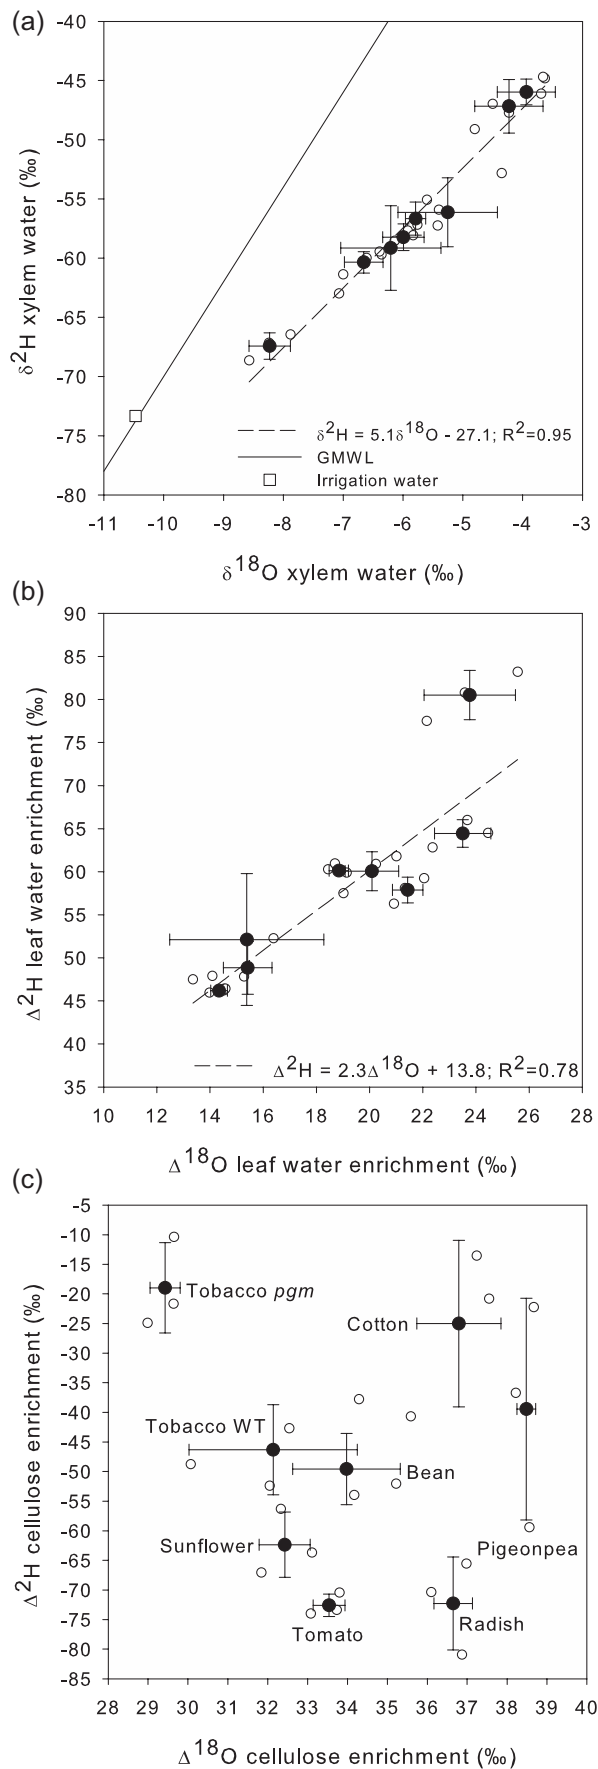 (a)
-40
-45
-50
-55
-60
-65
-70
-75
-80
δ²H xylem water (‰)
δ²H = 5.1δ¹⁸O - 27.1; R²=0.95
GMWL
Irrigation water
-11 -10 -9 -8 -7 -6 -5 -4 -3
δ¹⁸O xylem water (‰)
(b)
90
85
80
75
70
65
60
55
50
45
40
35
Δ²H leaf water enrichment (‰)
Δ²H = 2.3Δ¹⁸O + 13.8; R²=0.78
10 12 14 16 18 20 22 24 26 28
Δ¹⁸O leaf water enrichment (‰)
(c)
-5
-10
-15
-20
-25
-30
-35
-40
-45
-50
-55
-60
-65
-70
-75
-80
-85
Δ²H cellulose enrichment (‰)
Tobacco pgm
Cotton
Tobacco WT
Bean
Sunflower
Pigeonpea
Radish
Tomato
28 29 30 31 32 33 34 35 36 37 38 39 40
Δ¹⁸O cellulose enrichment (‰)